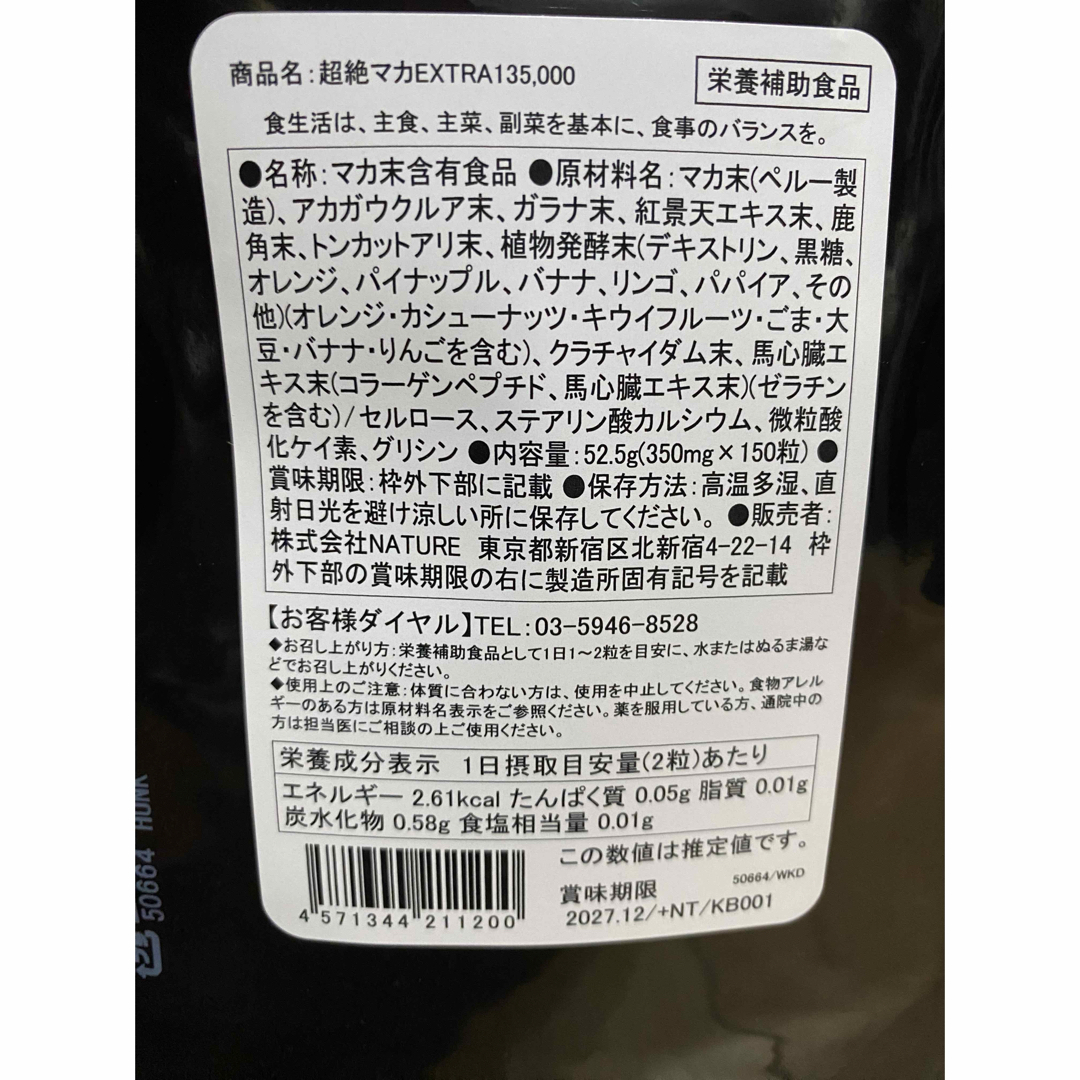 商品名：超絶マカEXTRA135,000
栄養補助食品
食生活は、主食、主菜、副菜を基本に、食事のバランスを。
●名称：マカ末含有食品 ●原材料名：マカ末(ペルー製
造)、アカガウクルア末、ガラナ末、紅景天エキス末、鹿
角末、トンカットアリ末、植物発酵末(デキストリン、黒糖、
オレンジ、パイナップル、バナナ、リンゴ、パパイア、その
他)(オレンジ・カシューナッツ・キウイフルーツ・ごま・大
豆・バナナ・りんごを含む)、クラチャイダム末、馬心臓エ
キス末(コラーゲンペプチド、馬心臓エキス末)(ゼラチン
を含む)/セルロース、ステアリン酸カルシウム、微粒酸
化ケイ素、グリシン ●内容量：52.5g(350mg×150粒) ●
賞味期限：枠外下部に記載 ●保存方法：高温多湿、直
射日光を避け涼しい所に保存してください。 ●販売者：
株式会社NATURE 東京都新宿区北新宿4-22-14 枠
外下部の賞味期限の右に製造所固有記号を記載
【お客様ダイヤル】TEL：03-5946-8528
◆お召し上がり方：栄養補助食品として1日1～2粒を目安に、水またはぬるま湯な
どでお召し上がりください。
◆使用上のご注意：体質に合わない方は、使用を中止してください。食物アレル
ギーのある方は原材料名表示をご参照ください。薬を服用している方、通院中の
方は担当医にご相談の上ご使用ください。
栄養成分表示 1日摂取目安量(2粒)あたり
エネルギー 2.61kcal たんぱく質 0.05g 脂質 0.01g
炭水化物 0.58g 食塩相当量 0.01g
この数値は推定値です。
50664/WKD
賞味期限
2027.12/+NT/KB001
4 571344 211200
50664 HUNK